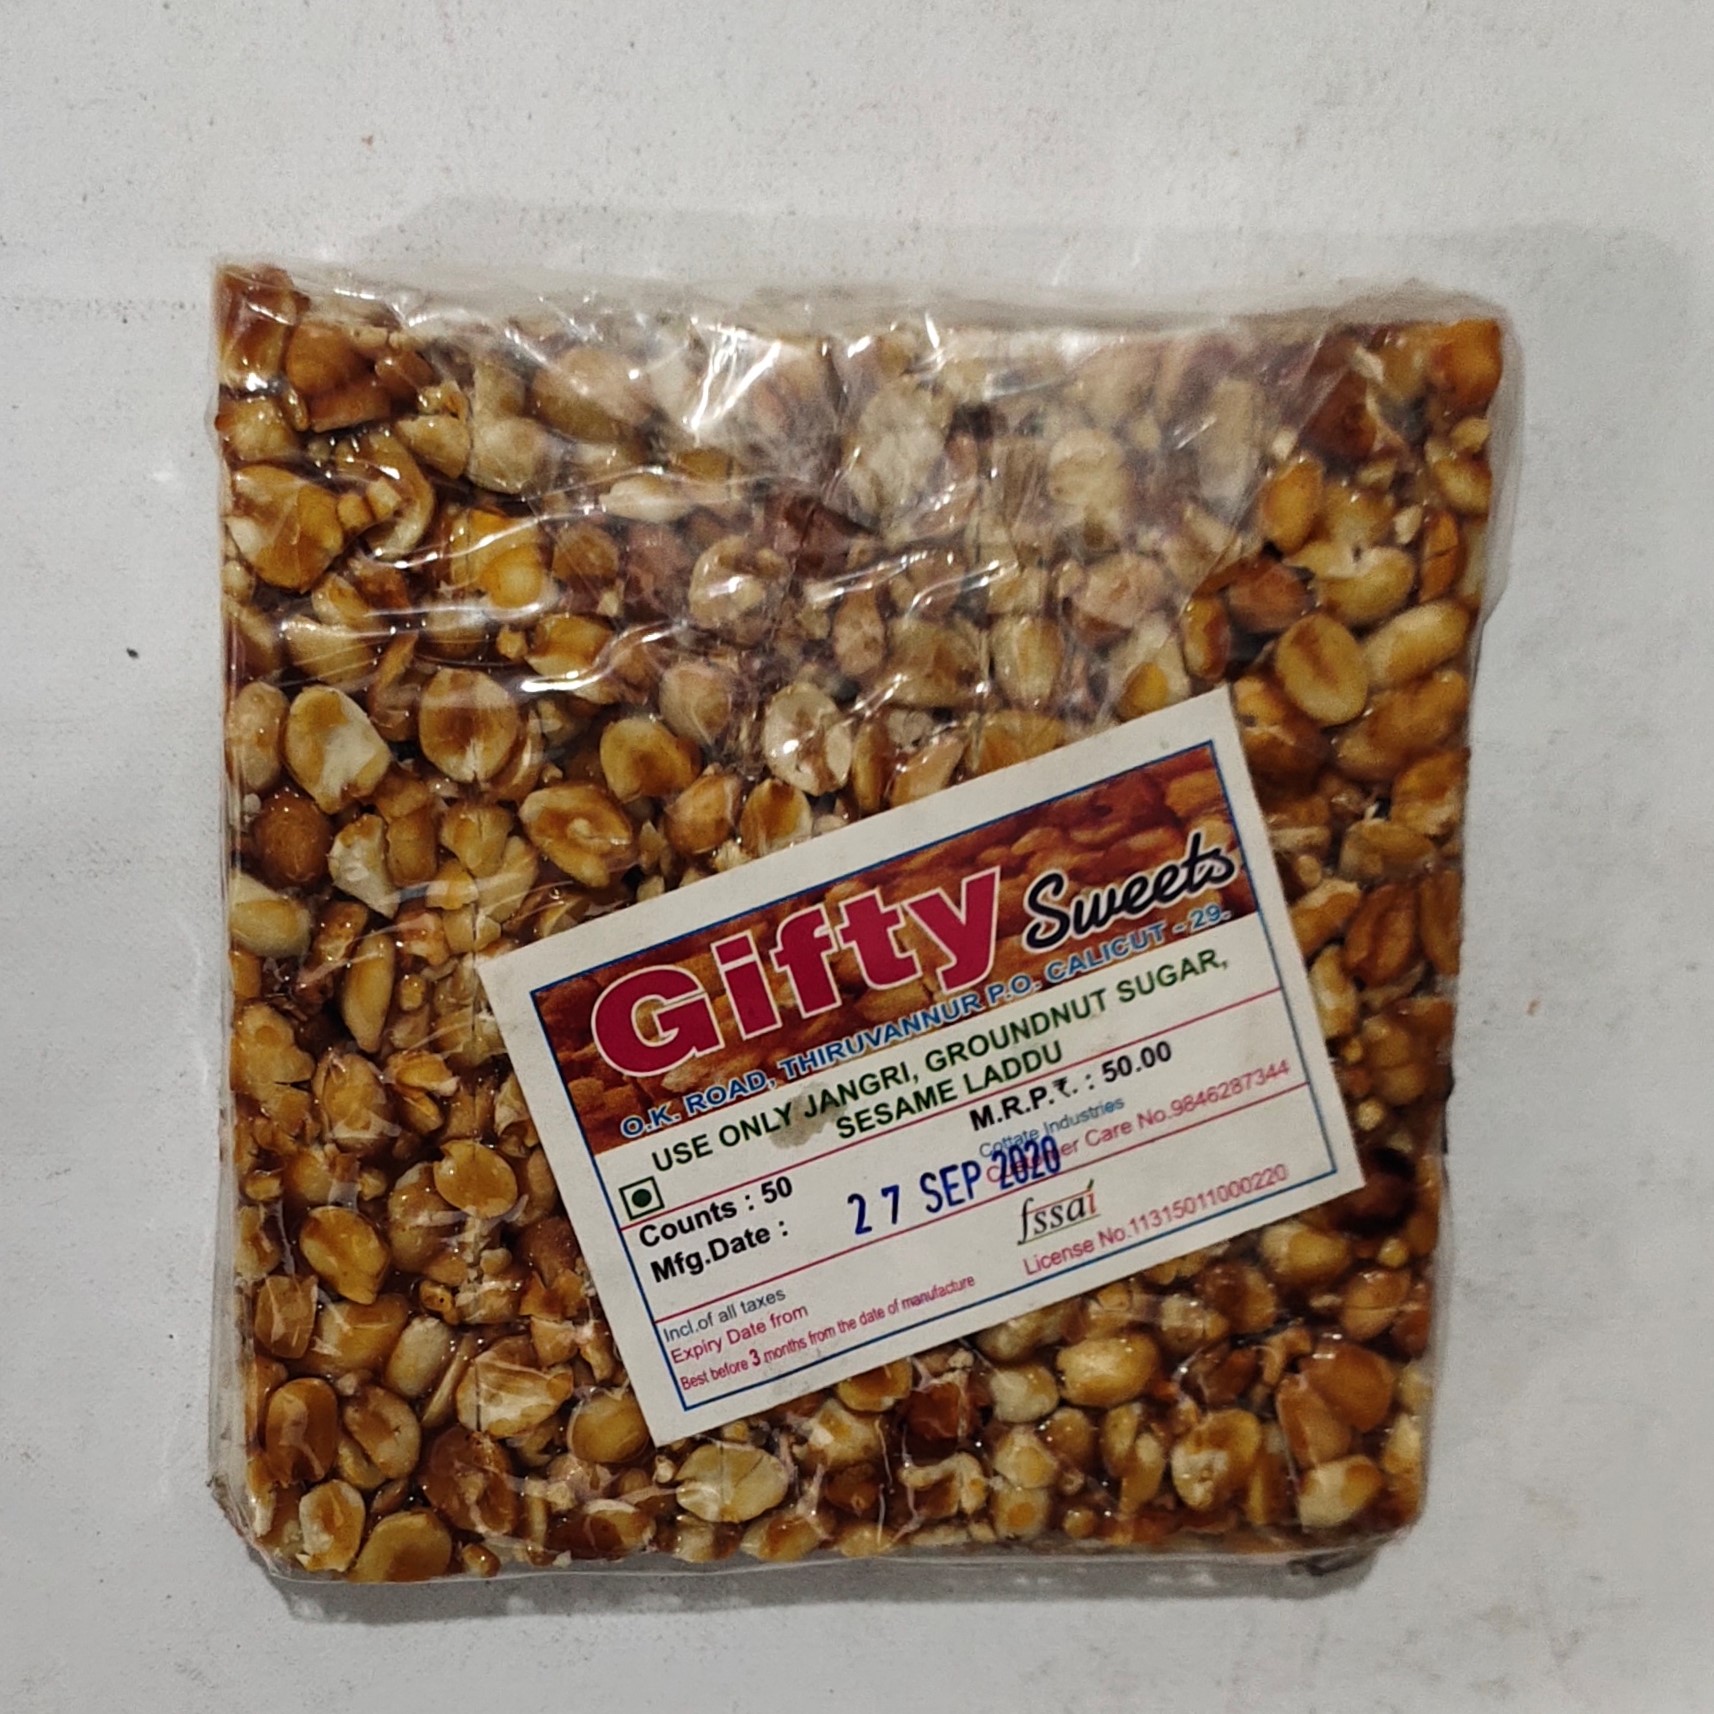 Gifty Sweets
O.K. ROAD, THIRUVANNUR P.O. CALICUT - 29.
USE ONLY JANGRI, GROUNDNUT SUGAR,
SESAME LADDU
M.R.P.₹. : 50.00
Cottate Industries
Customer Care No.9846287344
Counts : 50
Mfg.Date : 27 SEP 2020
fssai
License No.11315011000220
Incl.of all taxes
Expiry Date from
Best before 3 months from the date of manufacture